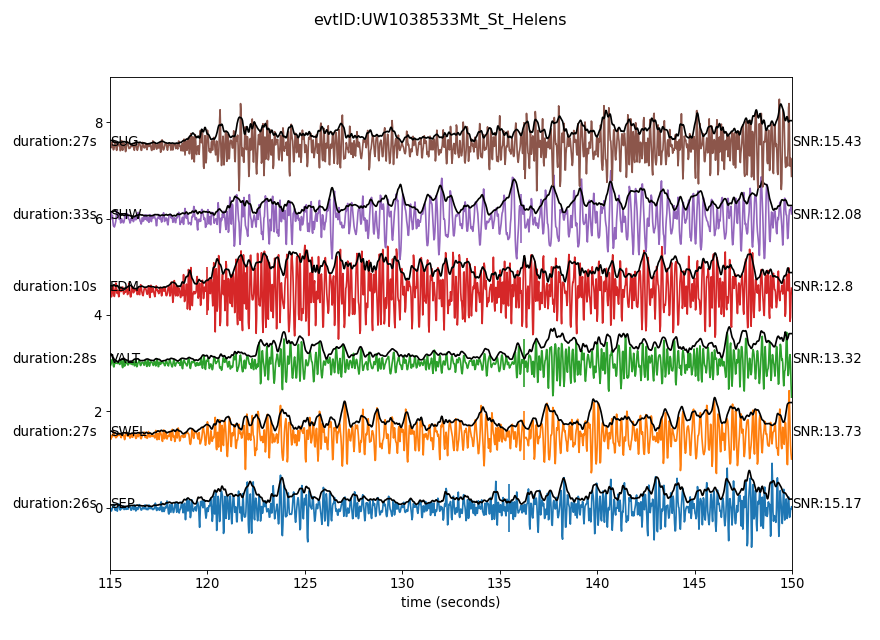 evtID:UW1038533Mt_St_Helens
8
duration:27s SUG SNR:15.43
duration:33s SHW SNR:12.08
6
duration:10s EDM SNR:12.8
4
duration:28s VALT SNR:13.32
2
duration:27s SWFL SNR:13.73
duration:26s SEP SNR:15.17
0
115 120 125 130 135 140 145 150
time (seconds)